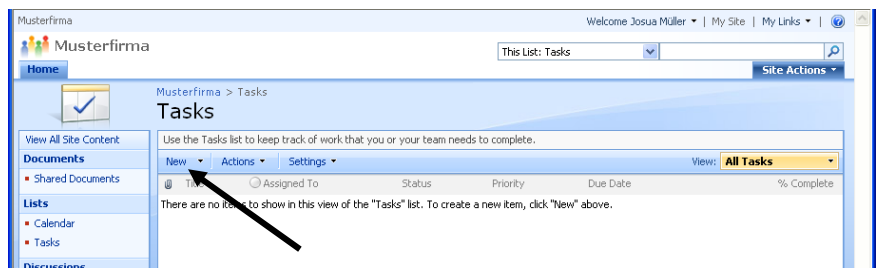 Musterfirma
Welcome Josua Müller | My Site | My Links |
Musterfirma
This List: Tasks
Home
Site Actions
Musterfirma > Tasks
Tasks
View All Site Content
Use the Tasks list to keep track of work that you or your team needs to complete.
Documents
New Actions Settings
View: All Tasks
Shared Documents
Assigned To Status Priority Due Date % Complete
Lists
There are no items to show in this view of the "Tasks" list. To create a new item, click "New" above.
Calendar
Tasks
Discussions